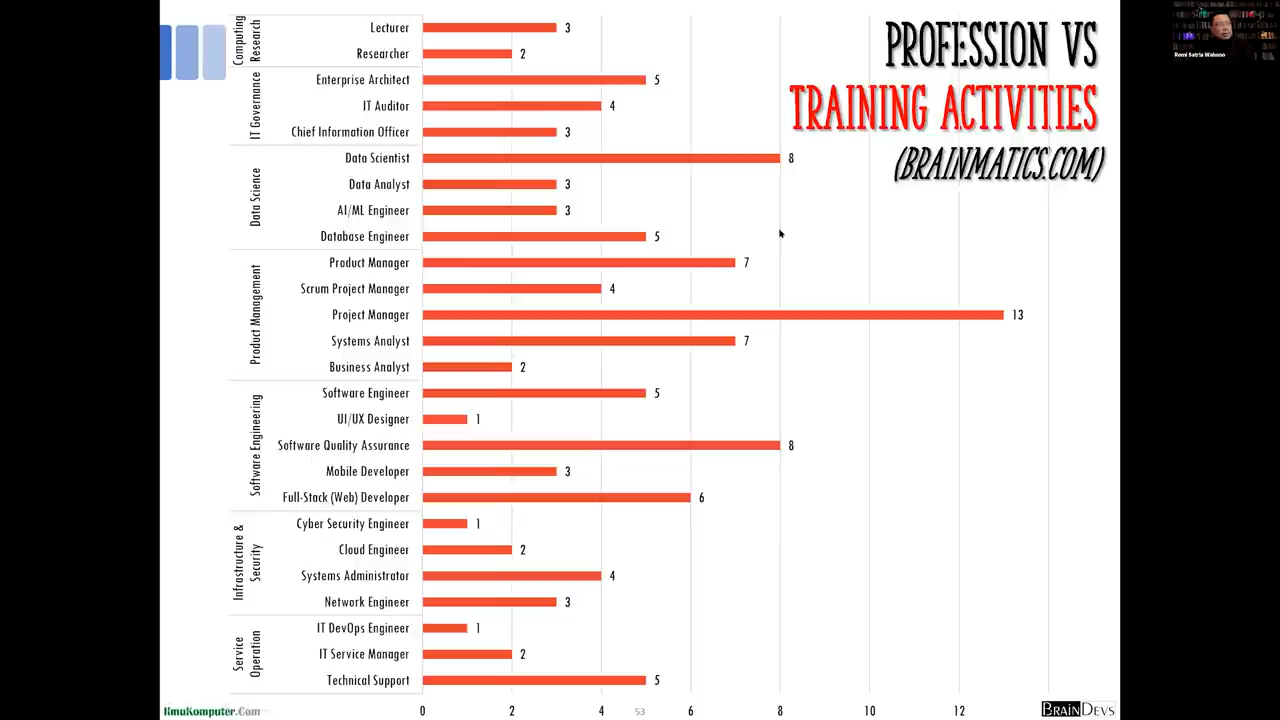 PROFESSION VS
TRAINING ACTIVITIES
(BRAINMATICS.COM)
Romi Satria Wahono
Computing Research
Lecturer 3
Researcher 2
IT Governance
Enterprise Architect 5
IT Auditor 4
Chief Information Officer 3
Data Science
Data Scientist 8
Data Analyst 3
AI/ML Engineer 3
Database Engineer 5
Product Management
Product Manager 7
Scrum Project Manager 4
Project Manager 13
Systems Analyst 7
Business Analyst 2
Software Engineering
Software Engineer 5
UI/UX Designer 1
Software Quality Assurance 8
Mobile Developer 3
Full-Stack (Web) Developer 6
Infrastructure & Security
Cyber Security Engineer 1
Cloud Engineer 2
Systems Administrator 4
Network Engineer 3
Service Operation
IT DevOps Engineer 1
IT Service Manager 2
Technical Support 5
0 2 4 6 8 10 12
IlmuKomputer.Com
53
BRAINDEVS